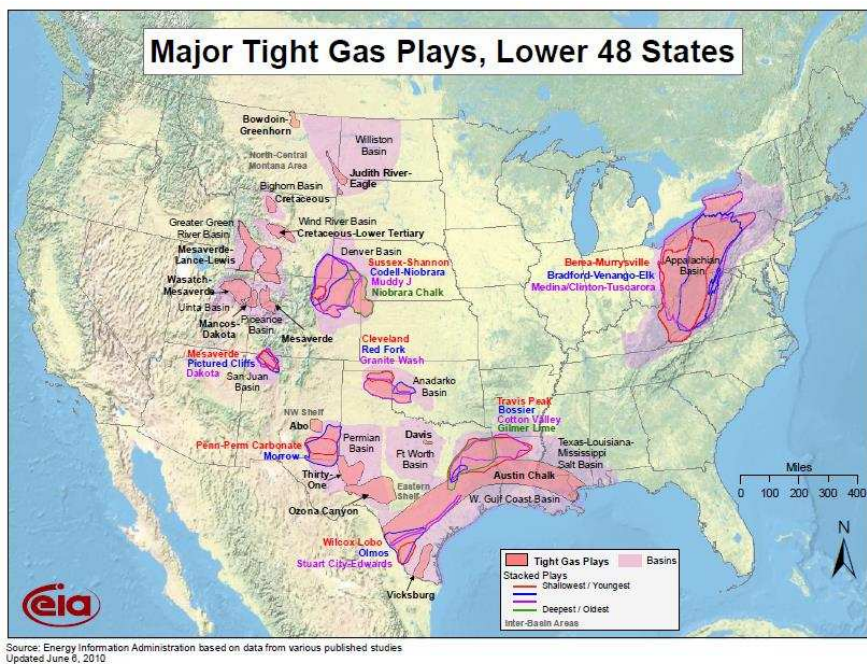 Major Tight Gas Plays, Lower 48 States
Bowdoin-
Greenhorn
Williston
Basin
North-Central
Montana Area
Judith River-
Eagle
Bighorn Basin
Cretaceous
Wind River Basin
Cretaceous-Lower Tertiary
Greater Green
River Basin
Mesaverde-
Lance-Lewis
Wasatch-
Mesaverde
Uinta Basin
Piceance
Basin
Mancos-
Dakota
Mesaverde
Denver Basin
Sussex-Shannon
Codell-Niobrara
Muddy J
Niobrara Chalk
Berea-Murrysville
Bradford-Venango-Elk
Medina/Clinton-Tuscarora
Appalachian
Basin
Mesaverde
Pictured Cliffs
Dakota
San Juan
Basin
Cleveland
Red Fork
Granite Wash
Anadarko
Basin
NW Shelf
Abo
Penn-Perm Carbonate
Morrow
Permian
Basin
Davis
Ft Worth
Basin
Travis Peak
Bossier
Cotton Valley
Gilmer Lime
Texas-Louisiana-
Mississippi
Salt Basin
Thirty-
One
Ozona Canyon
Eastern
Shelf
Austin Chalk
W. Gulf Coast Basin
Wilcox-Lobo
Olmos
Stuart City-Edwards
Vicksburg
Miles
0 100 200 300 400
N
Tight Gas Plays
Basins
Stacked Plays
Shallowest / Youngest
Deepest / Oldest
Inter-Basin Areas
eia
Source: Energy Information Administration based on data from various published studies
Updated June 6, 2010